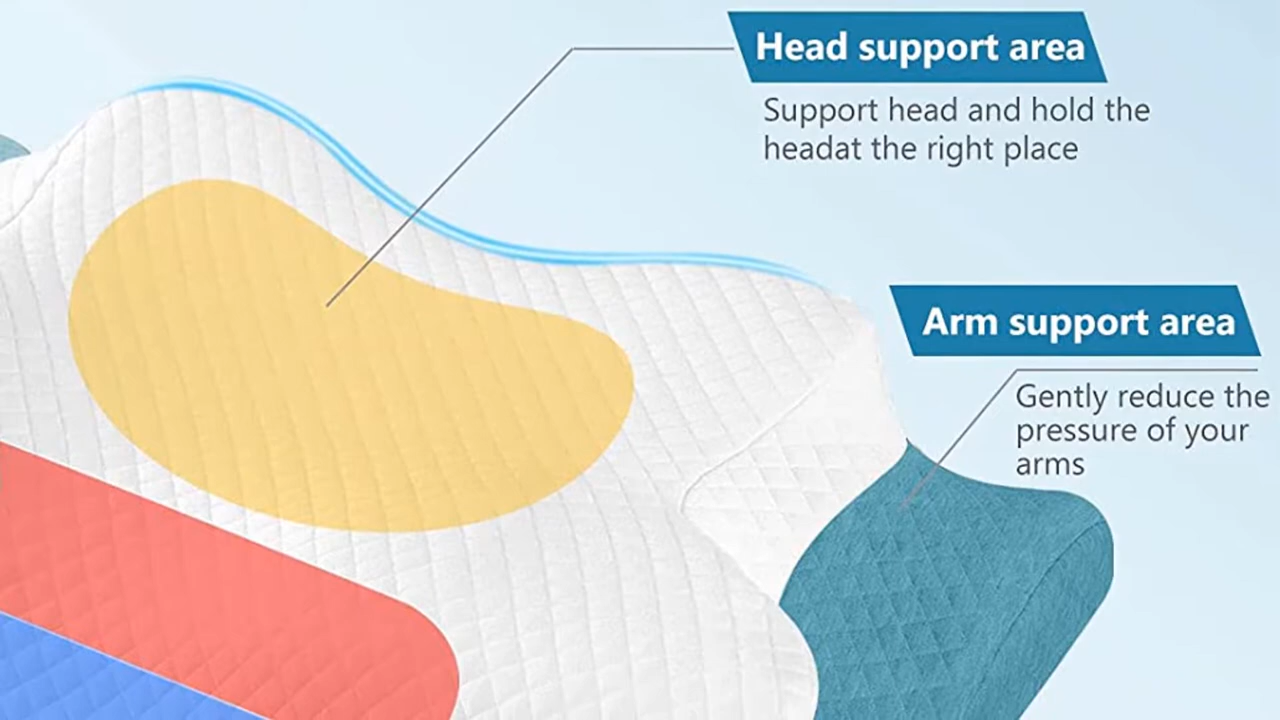 Head support area
Support head and hold the
headat the right place
Arm support area
Gently reduce the
pressure of your
arms